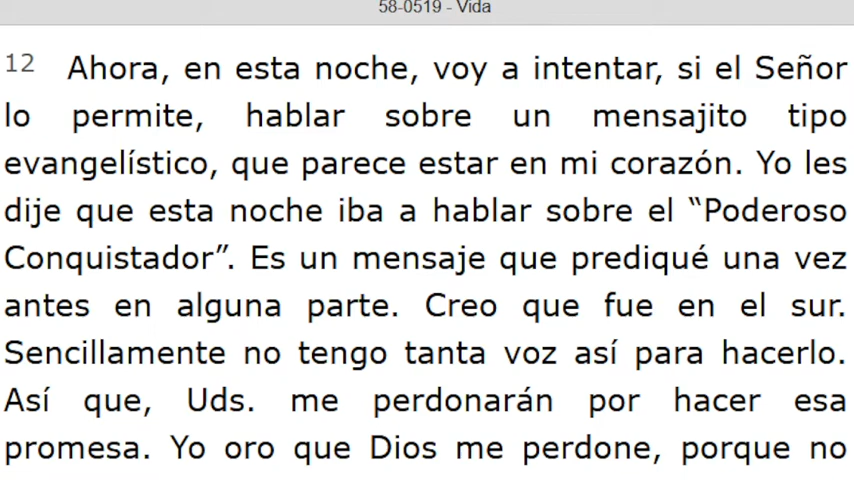 58-0519 - Vida
12 Ahora, en esta noche, voy a intentar, si el Señor
lo permite, hablar sobre un mensajito tipo
evangelístico, que parece estar en mi corazón. Yo les
dije que esta noche iba a hablar sobre el “Poderoso
Conquistador”. Es un mensaje que prediqué una vez
antes en alguna parte. Creo que fue en el sur.
Sencillamente no tengo tanta voz así para hacerlo.
Así que, Uds. me perdonarán por hacer esa
promesa. Yo oro que Dios me perdone, porque no